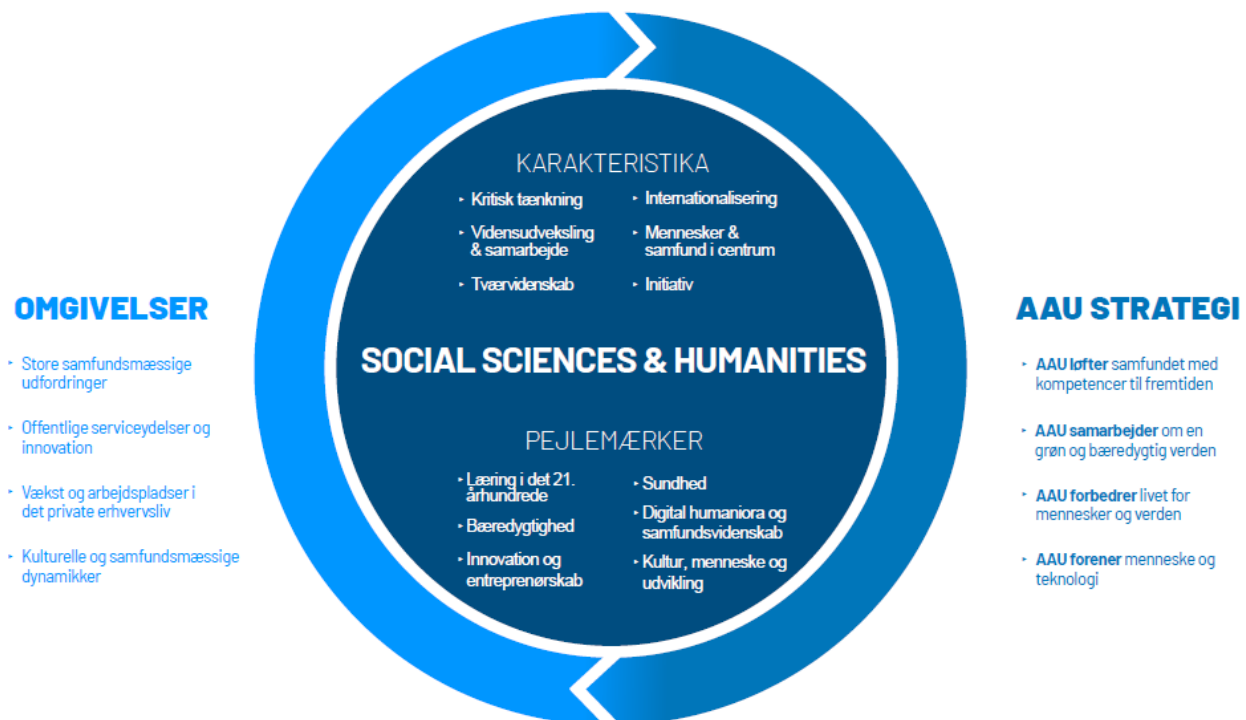 KARAKTERISTIKA
‣ Kritisk tænkning
‣ Vidensudveksling
& samarbejde
‣ Tværvidenskab
‣ Internationalisering
‣ Mennesker &
samfund i centrum
‣ Initiativ
OMGIVELSER
‣ Store samfundsmæssige
udfordringer
‣ Offentlige serviceydelser og
innovation
‣ Vækst og arbejdspladser i
det private erhvervsliv
‣ Kulturelle og samfundsmæssige
dynamikker
SOCIAL SCIENCES & HUMANITIES
PEJLEMÆRKER
‣ Læring i det 21.
århundrede
‣ Bæredygtighed
‣ Innovation og
entreprenørskab
‣ Sundhed
‣ Digital humaniora og
samfundsvidenskab
‣ Kultur, menneske og
udvikling
AAU STRATEGI
‣ AAU løfter samfundet med
kompetencer til fremtiden
‣ AAU samarbejder om en
grøn og bæredygtig verden
‣ AAU forbedrer livet for
mennesker og verden
‣ AAU forener menneske og
teknologi